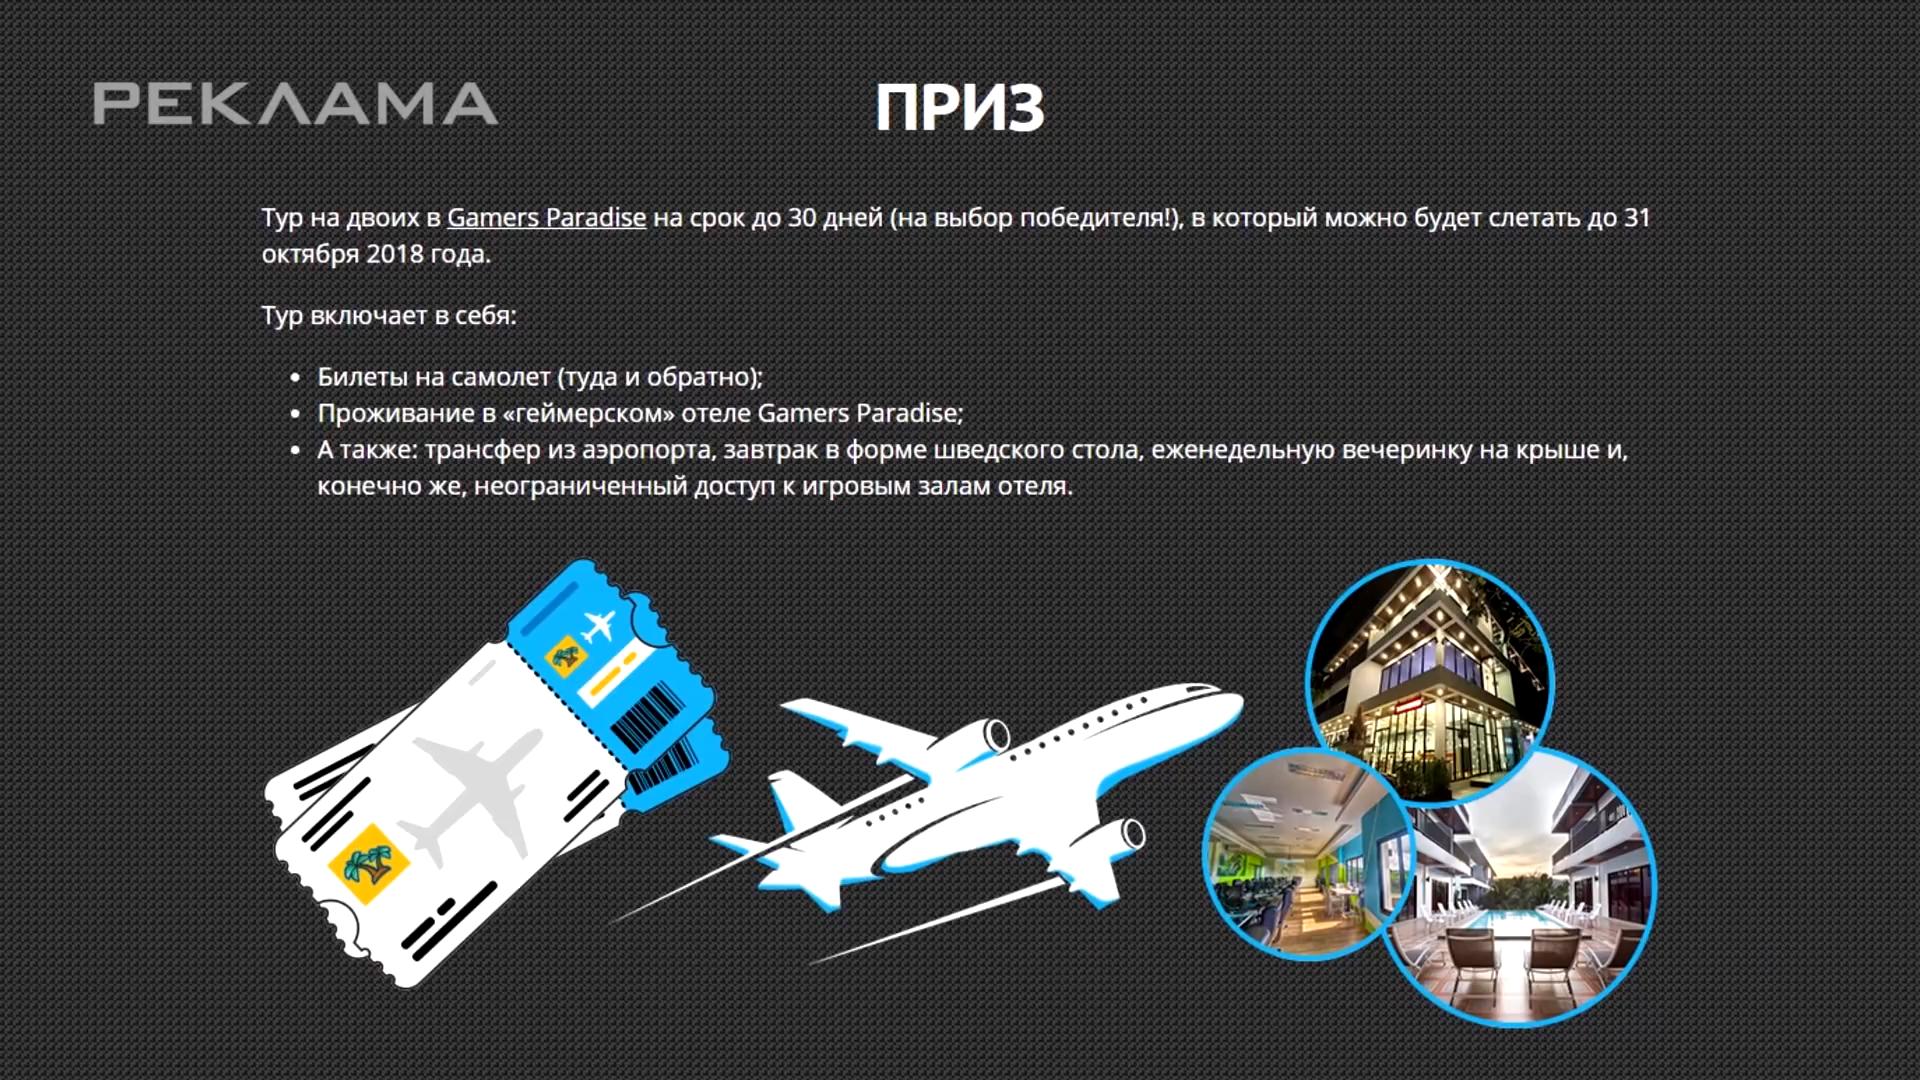 РЕКЛАМА
ПРИЗ
Тур на двоих в Gamers Paradise на срок до 30 дней (на выбор победителя!), в который можно будет слетать до 31
октября 2018 года.
Тур включает в себя:
• Билеты на самолет (туда и обратно);
• Проживание в «геймерском» отеле Gamers Paradise;
• А также: трансфер из аэропорта, завтрак в форме шведского стола, еженедельную вечеринку на крыше и,
конечно же, неограниченный доступ к игровым залам отеля.